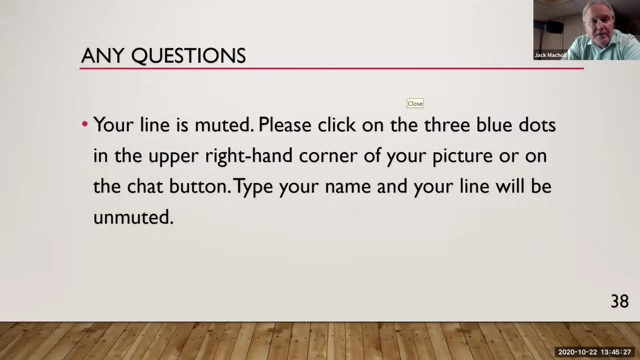 ANY QUESTIONS
Close
• Your line is muted. Please click on the three blue dots
in the upper right-hand corner of your picture or on
the chat button. Type your name and your line will be
unmuted.
38
2020-10-22 13:45:27